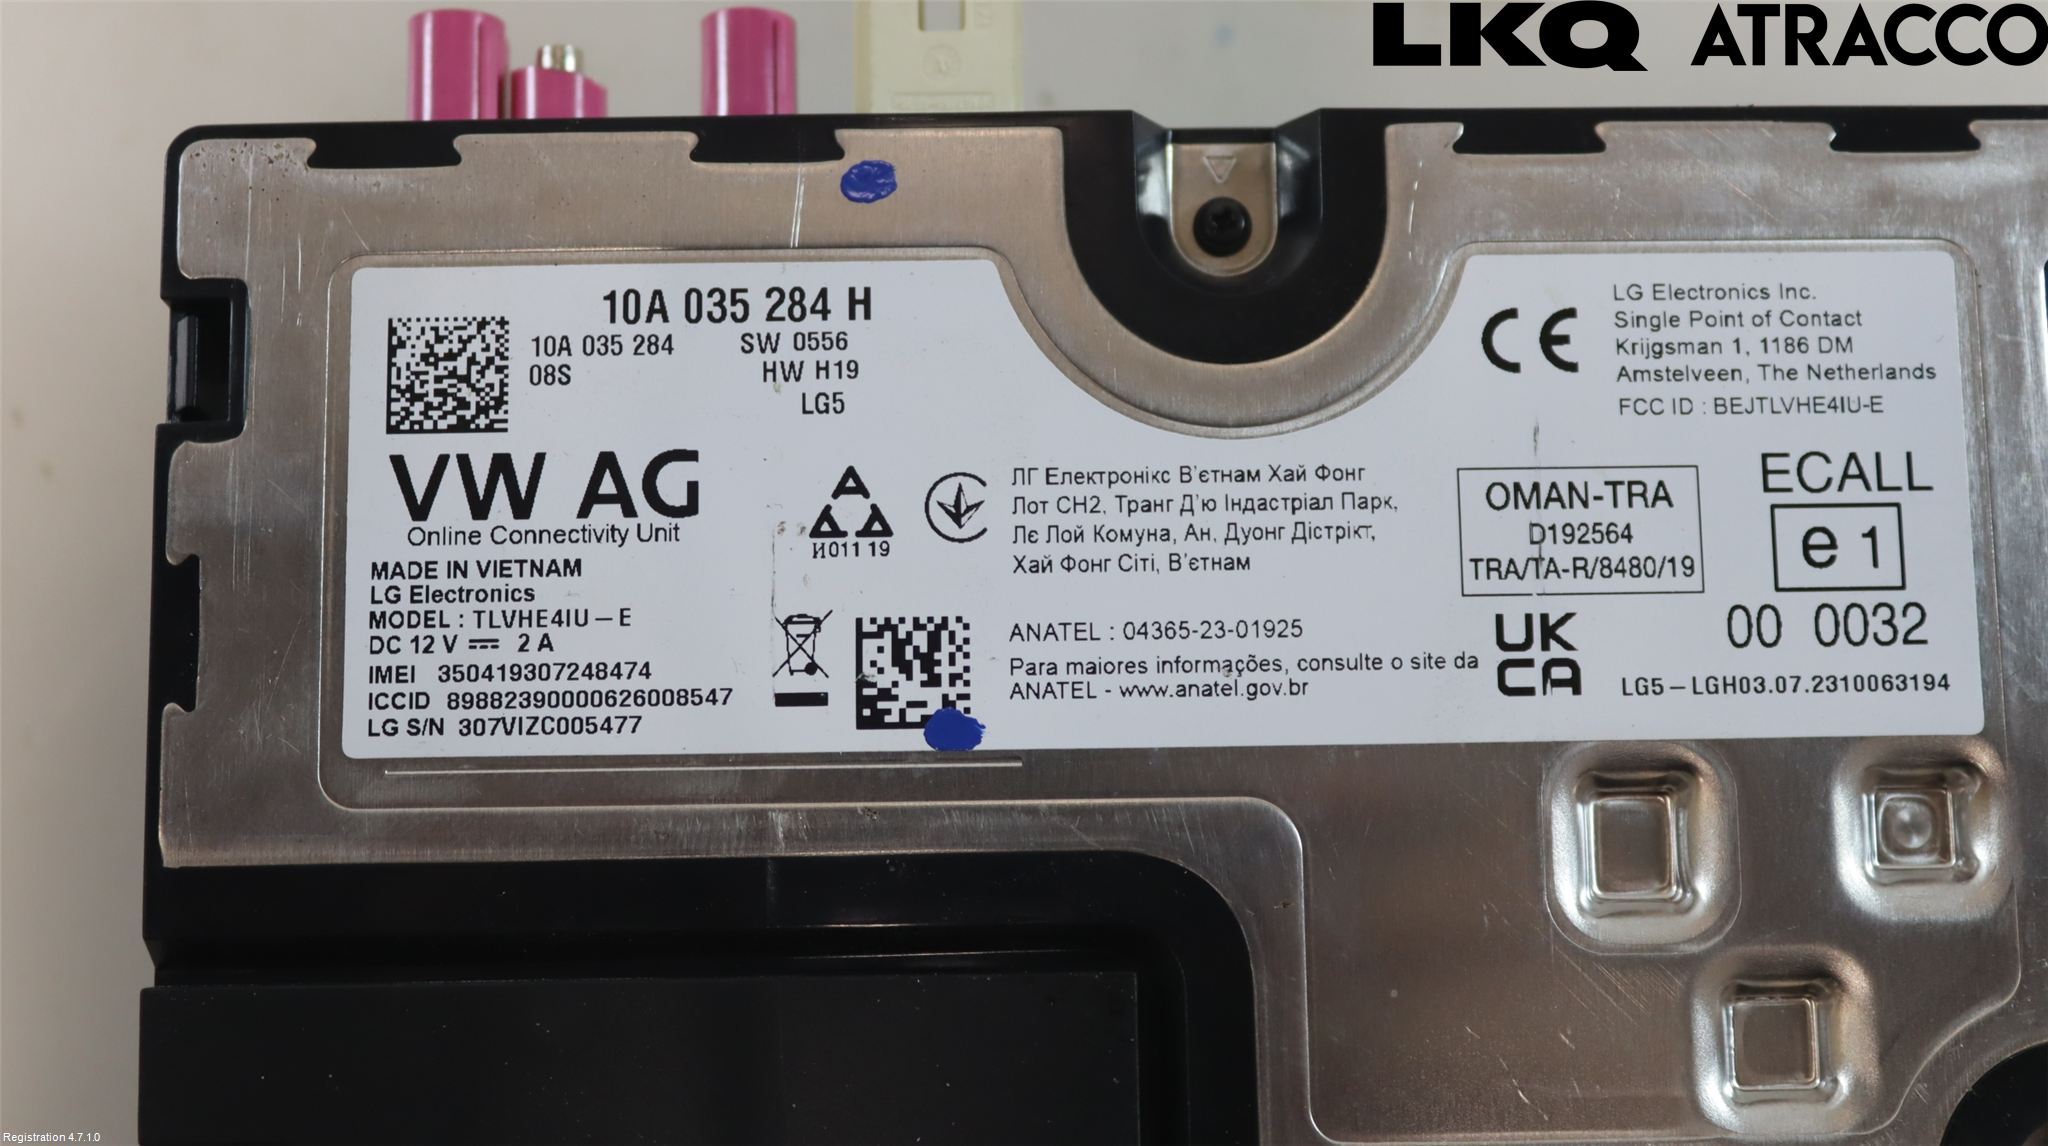 LKQ ATRACCO
10A 035 284 H
10A 035 284 SW 0556
08S HW H19
LG5
VW AG
Online Connectivity Unit
MADE IN VIETNAM
LG Electronics
MODEL : TLVHE4IU – E
DC 12 V ⎓ 2 A
IMEI 350419307248474
ICCID 89882390000626008547
LG S/N 307VIZC005477
И011 19
ЛГ Електронікс В'єтнам Хай Фонг
Лот СН2, Транг Д'ю Індастріал Парк,
Лє Лой Комуна, Ан, Дуонг Дістрікт,
Хай Фонг Сіті, В'єтнам
ANATEL : 04365-23-01925
Para maiores informações, consulte o site da
ANATEL - www.anatel.gov.br
CE
LG Electronics Inc.
Single Point of Contact
Krijgsman 1, 1186 DM
Amstelveen, The Netherlands
FCC ID : BEJTLVHE4IU-E
OMAN-TRA
D192564
TRA/TA-R/8480/19
ECALL
e 1
00 0032
UK
CA
LG5 – LGH03.07.2310063194
Registration 4.7.1.0